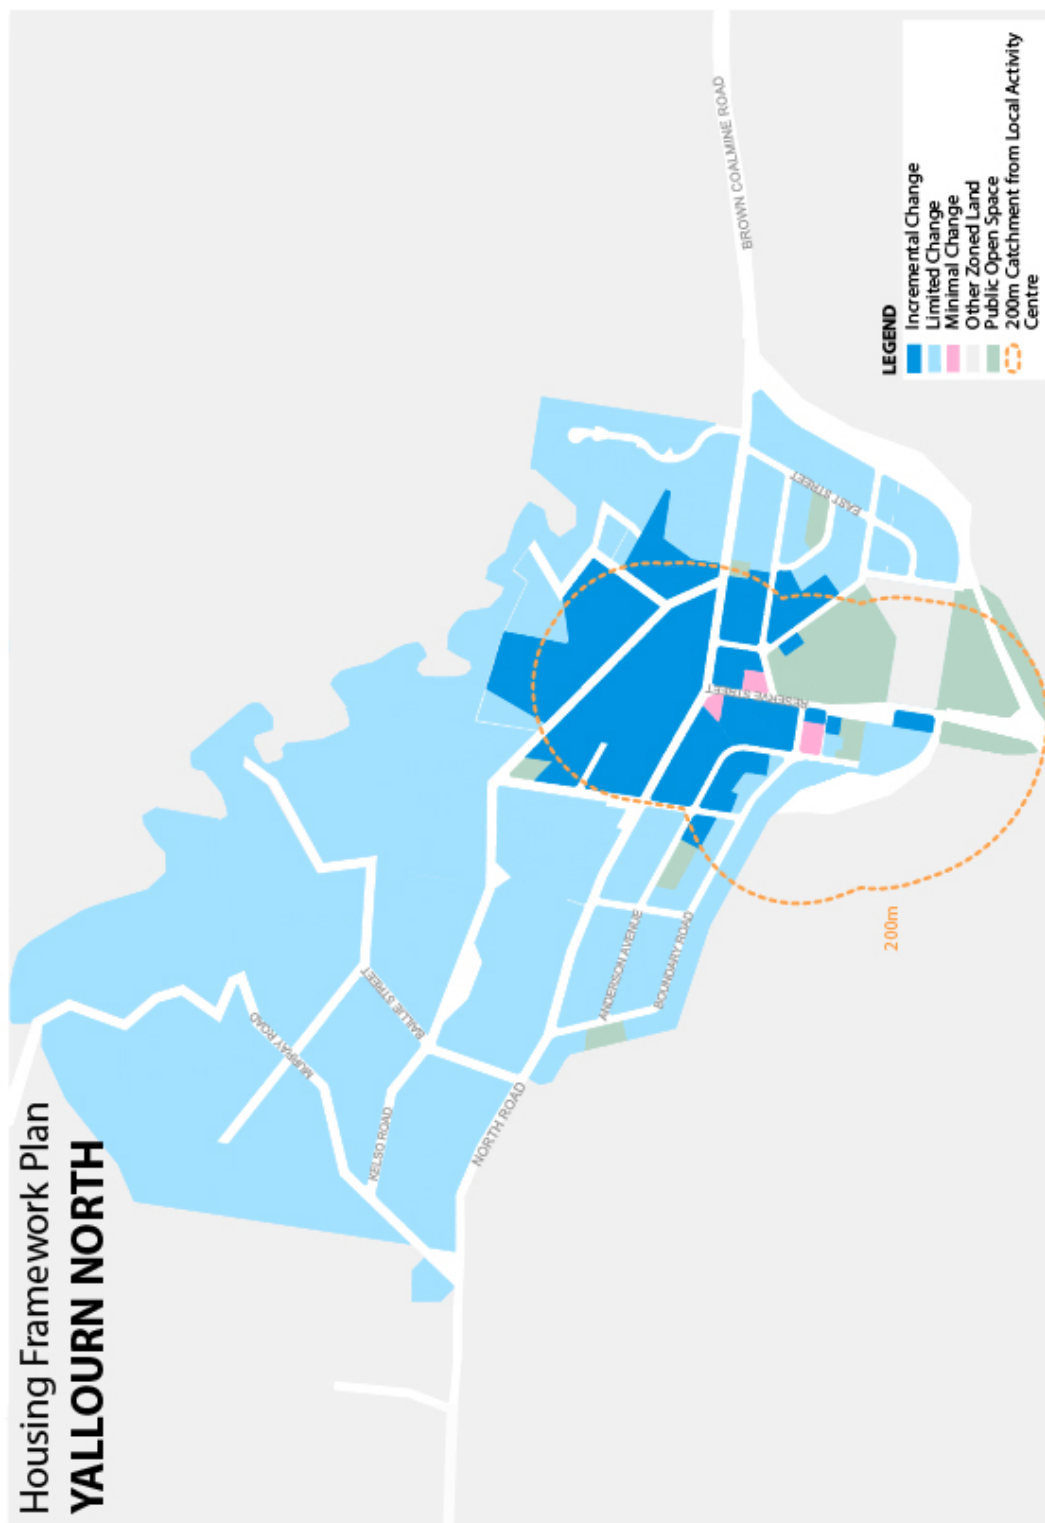 Housing Framework Plan
YALLOURN NORTH
BROWN COALMINE ROAD
EAST STREET
RESERVE STREET
ANDERSON AVENUE
BOUNDARY ROAD
BAILLIE STREET
MURRAY ROAD
KELSO ROAD
NORTH ROAD
200m
LEGEND
Incremental Change
Limited Change
Minimal Change
Other Zoned Land
Public Open Space
200m Catchment from Local Activity
Centre